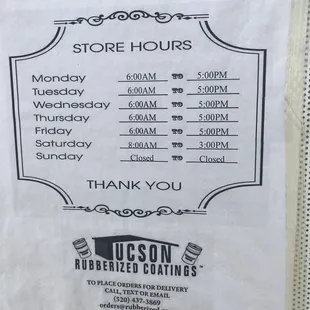 STORE HOURS
Monday 6:00AM TO 5:00PM
Tuesday 6:00AM TO 5:00PM
Wednesday 6:00AM TO 5:00PM
Thursday 6:00AM TO 5:00PM
Friday 6:00AM TO 5:00PM
Saturday 8:00AM TO 3:00PM
Sunday Closed TO Closed
THANK YOU
TUCSON
RUBBERIZED COATINGS™
TO PLACE ORDERS FOR DELIVERY
CALL, TEXT OR EMAIL
(520) 437-3869